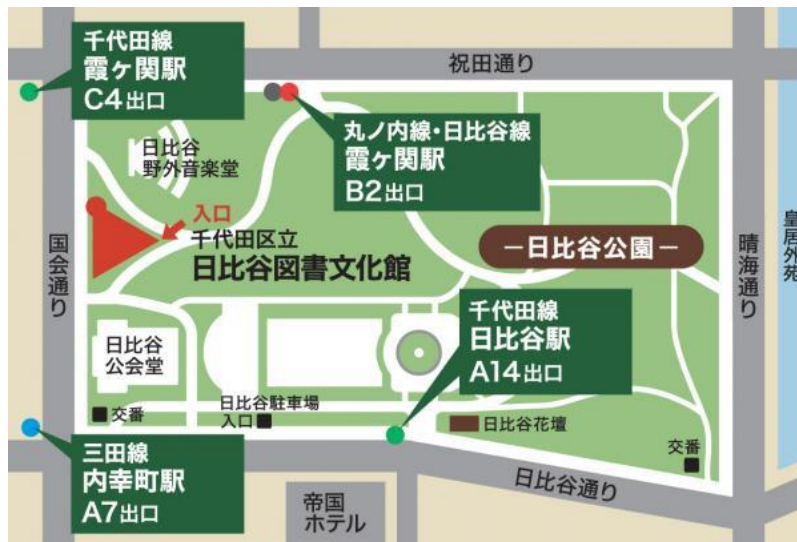 千代田線
霞ヶ関駅
C4出口
祝田通り
丸ノ内線・日比谷線
霞ヶ関駅
B2出口
日比谷
野外音楽堂
入口
千代田区立
日比谷図書文化館
国会通り
－日比谷公園－
晴海通り
皇居外苑
千代田線
日比谷駅
A14出口
日比谷
公会堂
交番
日比谷駐車場
入口
日比谷花壇
交番
三田線
内幸町駅
A7出口
帝国
ホテル
日比谷通り